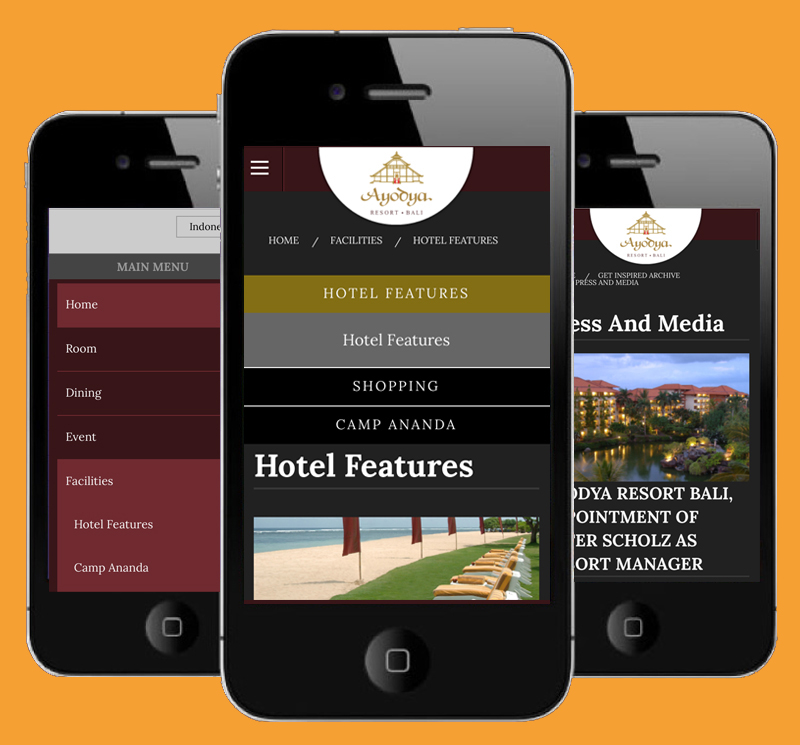 Indone
MAIN MENU
Home
Room
Dining
Event
Facilities
Hotel Features
Camp Ananda
Ayodya
RESORT • BALI
HOME / FACILITIES / HOTEL FEATURES
HOTEL FEATURES
Hotel Features
SHOPPING
CAMP ANANDA
Hotel Features
Ayodya
RESORT • BALI
/ GET INSPIRED ARCHIVE
PRESS AND MEDIA
ess And Media
ODYA RESORT BALI,
POINTMENT OF
TER SCHOLZ AS
ORT MANAGER